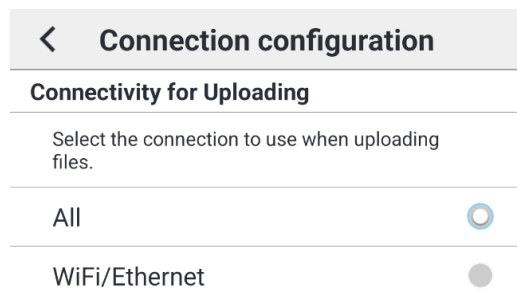 Connection configuration
Connectivity for Uploading
Select the connection to use when uploading
files.
All
WiFi/Ethernet